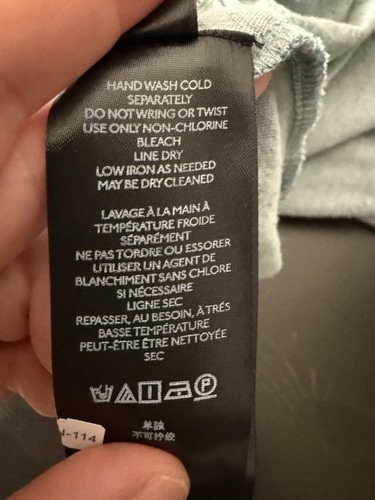 HAND WASH COLD
SEPARATELY
DO NOT WRING OR TWIST
USE ONLY NON-CHLORINE
BLEACH
LINE DRY
LOW IRON AS NEEDED
MAY BE DRY CLEANED
LAVAGE À LA MAIN À
TEMPÉRATURE FROIDE
SÉPARÉMENT
NE PAS TORDRE OU ESSORER
UTILISER UN AGENT DE
BLANCHIMENT SANS CHLORE
SI NÉCESSAIRE
LIGNE SEC
REPASSER, AU BESOIN, À TRÉS
BASSE TEMPÉRATURE
PEUT-ÊTRE ÊTRE NETTOYÉE
SEC
P
单独
不可拧绞
-114